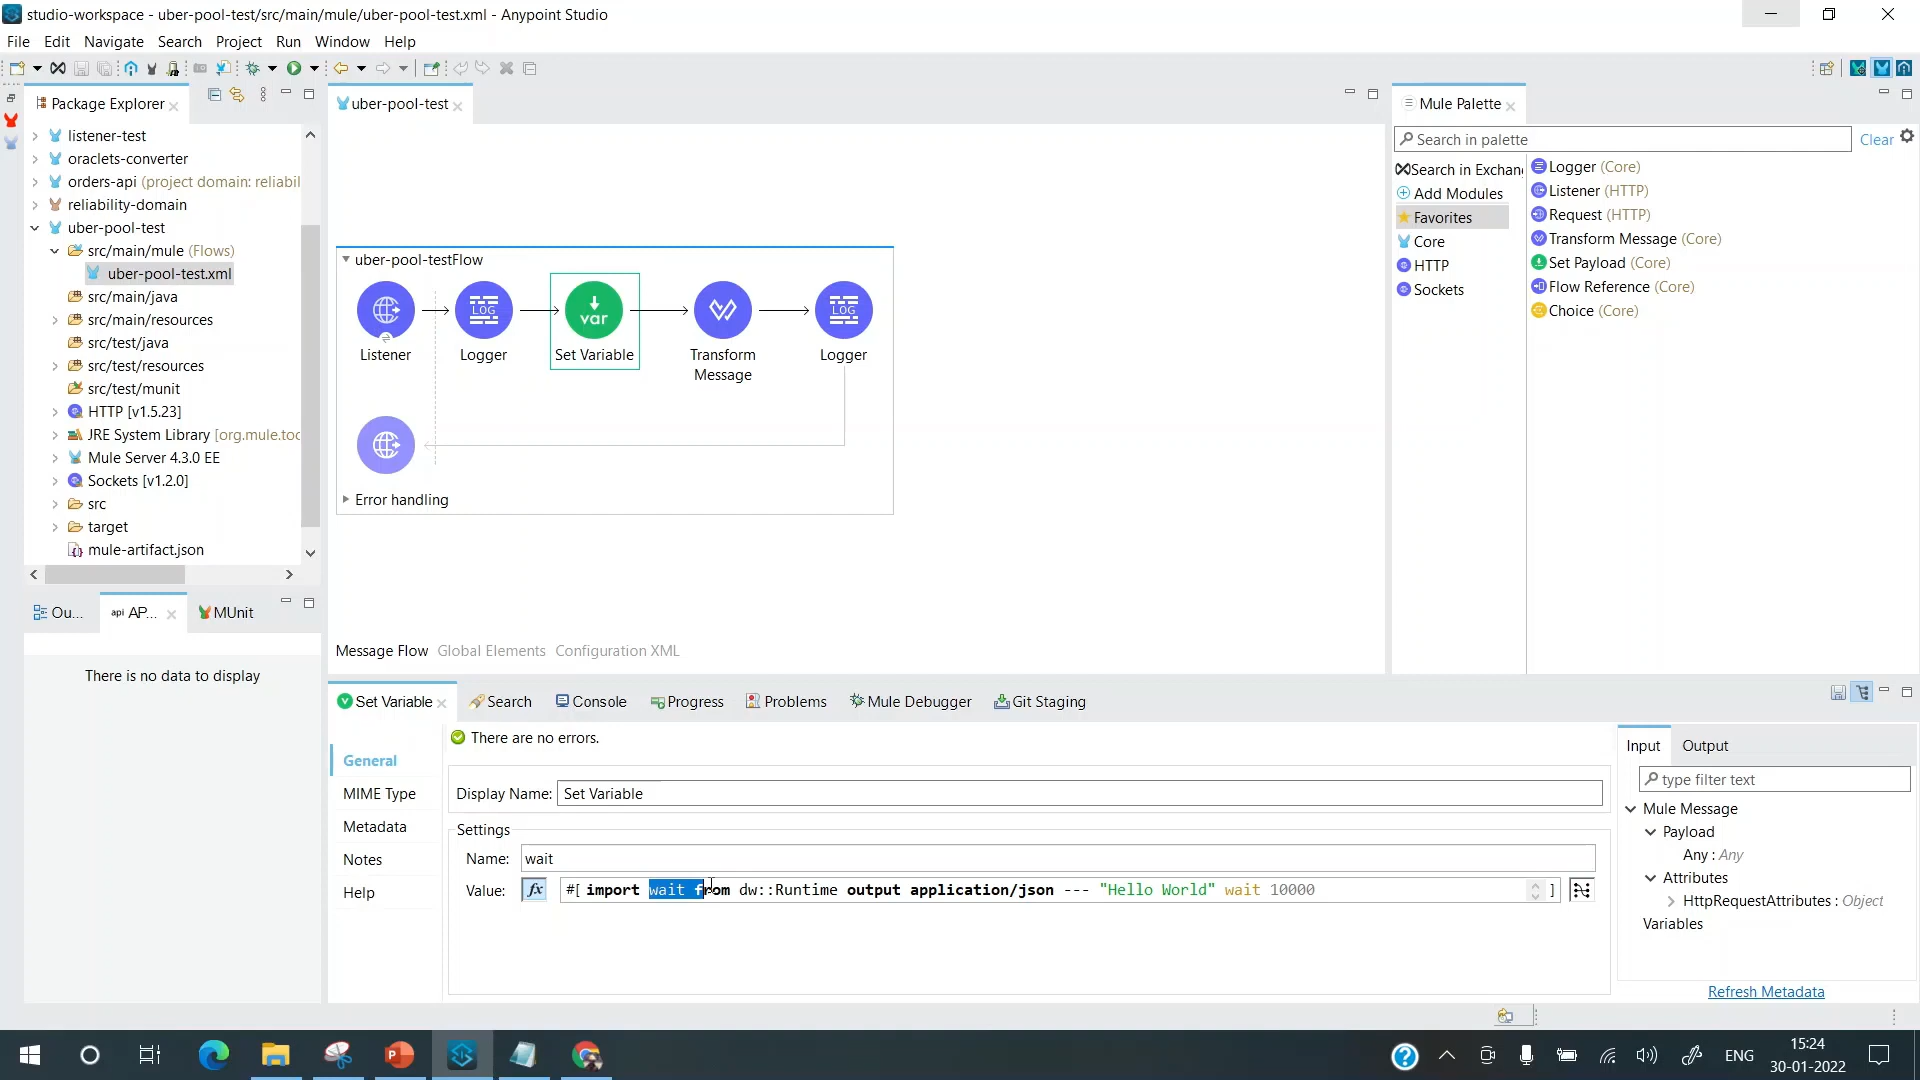 studio-workspace - uber-pool-test/src/main/mule/uber-pool-test.xml - Anypoint Studio
File Edit Navigate Search Project Run Window Help
Package Explorer
listener-test
oraclets-converter
orders-api (project domain: reliabil
reliability-domain
uber-pool-test
src/main/mule (Flows)
uber-pool-test.xml
src/main/java
src/main/resources
src/test/java
src/test/resources
src/test/munit
HTTP [v1.5.23]
JRE System Library [org.mule.too
Mule Server 4.3.0 EE
Sockets [v1.2.0]
src
target
mule-artifact.json
Ou... api AP... MUnit
There is no data to display
uber-pool-test
uber-pool-testFlow
LOG var LOG
Listener Logger Set Variable Transform Message Logger
Error handling
Message Flow Global Elements Configuration XML
Mule Palette
Search in palette Clear
Search in Exchan
Add Modules
Favorites
Core
HTTP
Sockets
Logger (Core)
Listener (HTTP)
Request (HTTP)
Transform Message (Core)
Set Payload (Core)
Flow Reference (Core)
Choice (Core)
Set Variable Search Console Progress Problems Mule Debugger Git Staging
General
MIME Type
Metadata
Notes
Help
There are no errors.
Display Name: Set Variable
Settings
Name: wait
Value: fx #[ import wait from dw::Runtime output application/json --- "Hello World" wait 10000 ]
Input Output
type filter text
Mule Message
Payload
Any : Any
Attributes
HttpRequestAttributes : Object
Variables
Refresh Metadata
ENG
15:24
30-01-2022